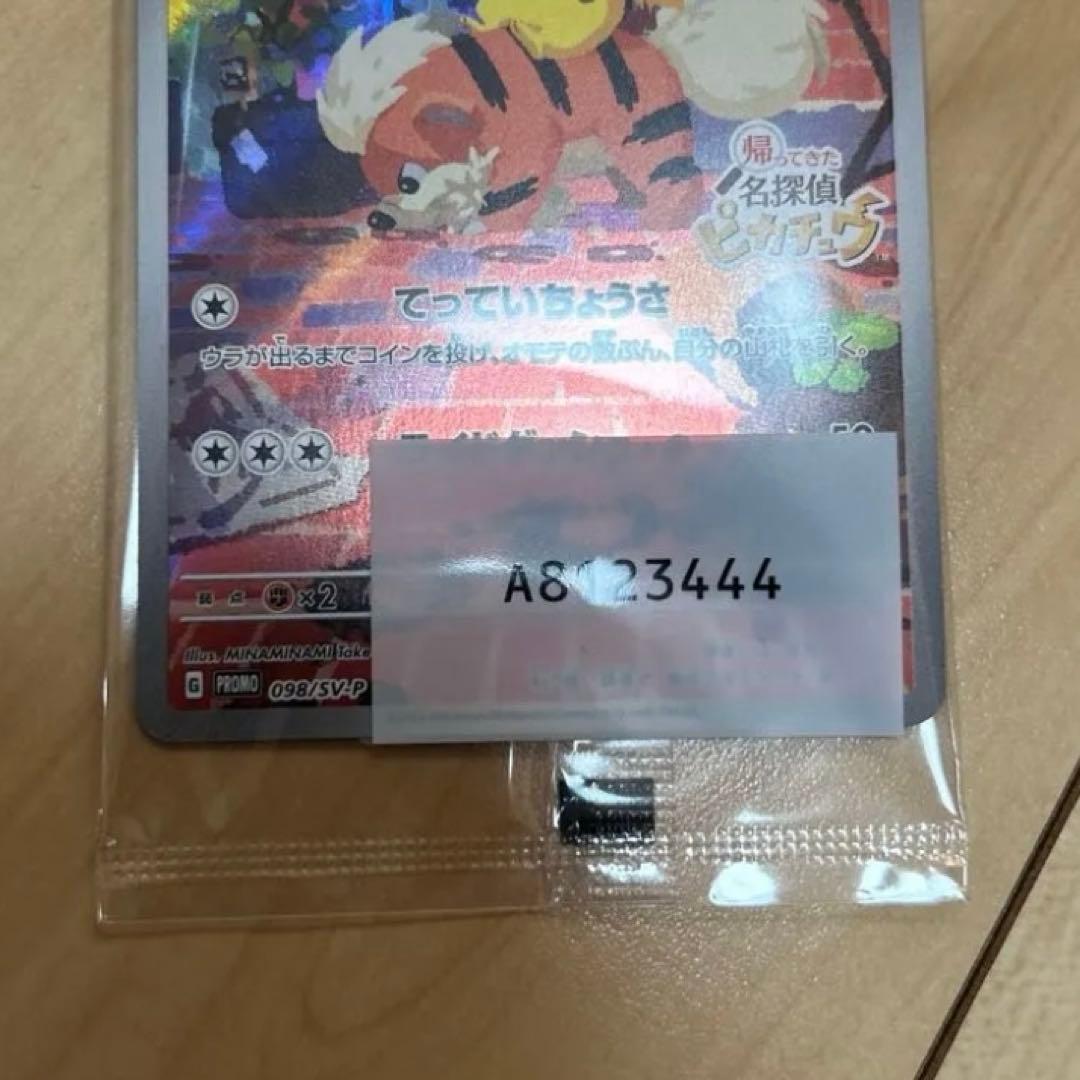 帰ってきた
名探偵
ピカチュウ
てっていちょうさ
ウラが出るまでコインを投げ、オモテの数ぶん、自分の山札を引く。
50
A8123444
弱点 ×2
Illus. MINAMINAMI Take
G PROMO 098/SV-P